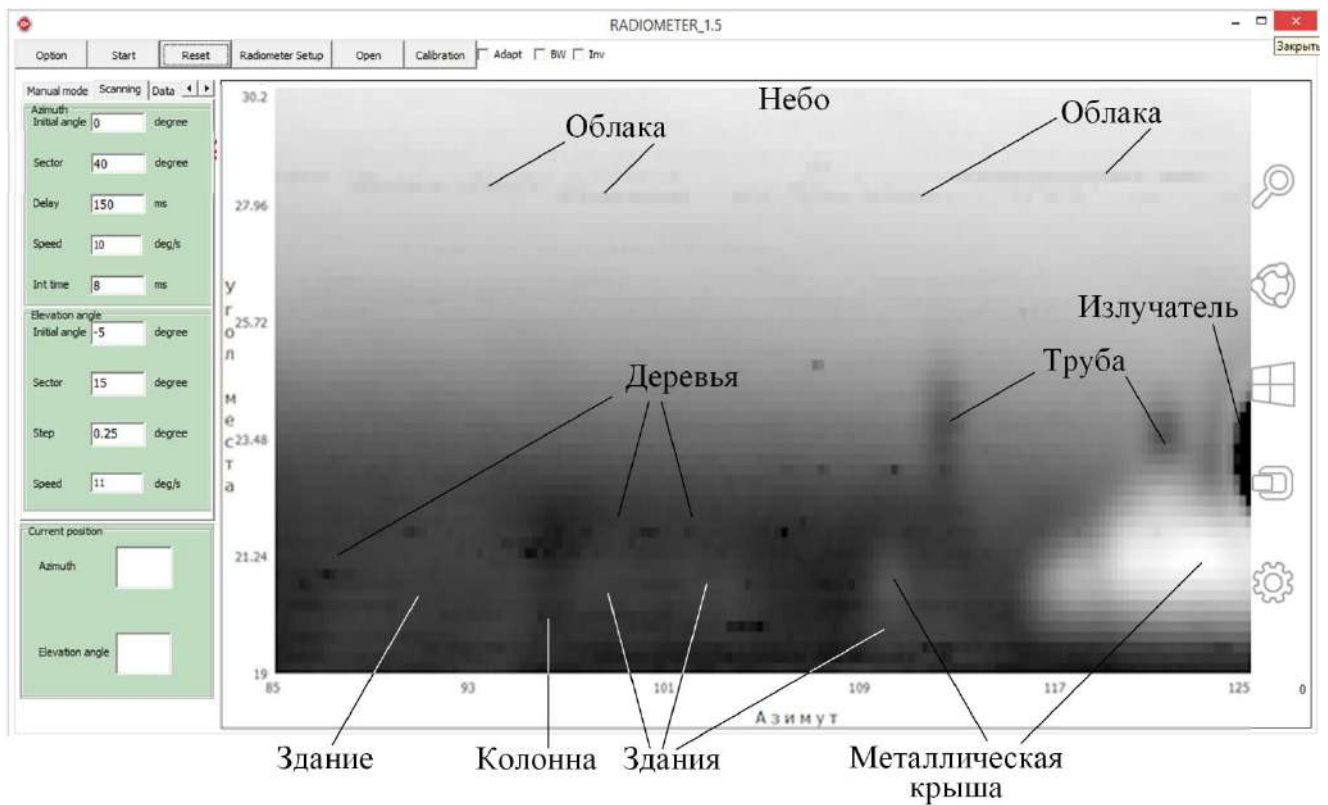 RADIOMETER_1.5
Закрыть
Option Start Reset Radiometer Setup Open Calibration Adapt BW Inv
Manual mode Scanning Data
Azimuth
Initial angle 0 degree
Sector 40 degree
Delay 150 ms
Speed 10 deg/s
Int time 8 ms
Elevation angle
Initial angle -5 degree
Sector 15 degree
Step 0.25 degree
Speed 11 deg/s
Current position
Azimuth
Elevation angle
Угол места
30.2
27.96
25.72
23.48
21.24
19
Небо
Облака
Облака
Излучатель
Труба
Деревья
85 93 101 109 117 125 0
Азимут
Здание Колонна Здания Металлическая
крыша